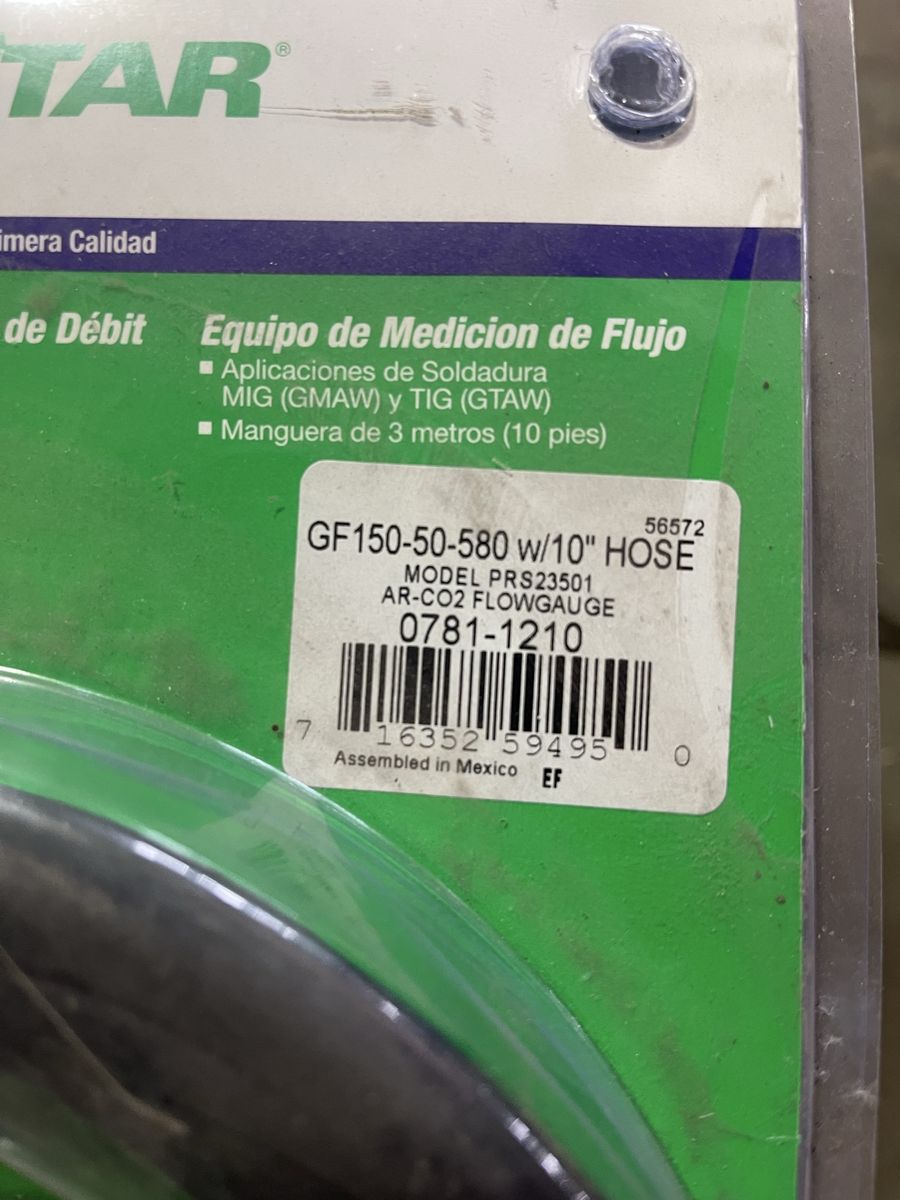 TAR®
imera Calidad
de Débit
Equipo de Medicion de Flujo
Aplicaciones de Soldadura
MIG (GMAW) y TIG (GTAW)
Manguera de 3 metros (10 pies)
56572
GF150-50-580 w/10" HOSE
MODEL PRS23501
AR-CO2 FLOWGAUGE
0781-1210
7 16352 59495 0
Assembled in Mexico EF